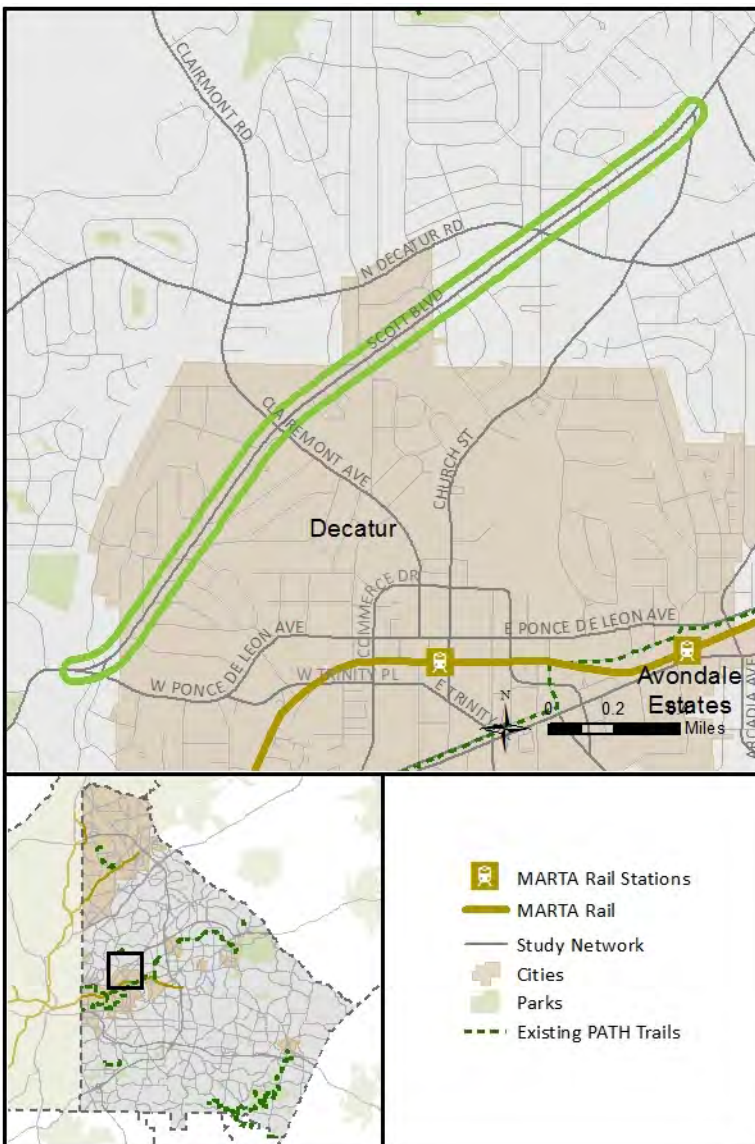 CLAIRMONT RD
N DECATUR RD
SCOTT BLVD
CLAIREMONT AVE
CHURCH ST
Decatur
COMMERCE DR
E PONCE DE LEON AVE
W PONCE DE LEON AVE
W TRINITY PL
E TRINITY
Avondale
Estates
ARCADIA AVE
N
0 0.2
Miles
MARTA Rail Stations
MARTA Rail
Study Network
Cities
Parks
Existing PATH Trails